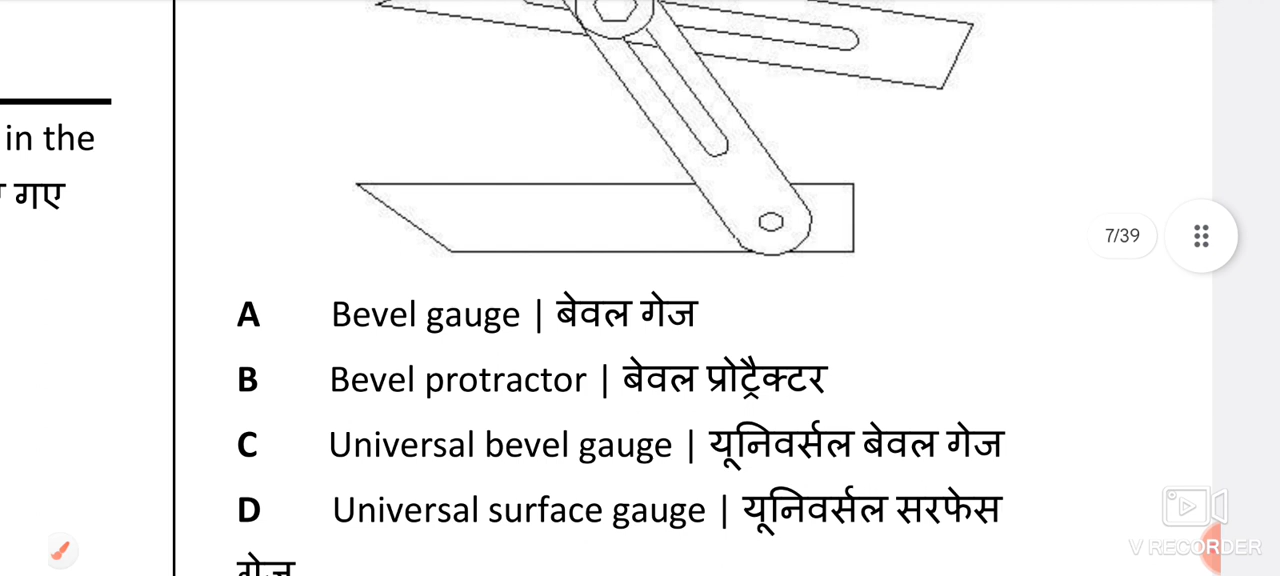 in the
गए
7/39
A Bevel gauge | बेवल गेज
B Bevel protractor | बेवल प्रोट्रैक्टर
C Universal bevel gauge | यूनिवर्सल बेवल गेज
D Universal surface gauge | यूनिवर्सल सरफेस
गेज
V RECORDER